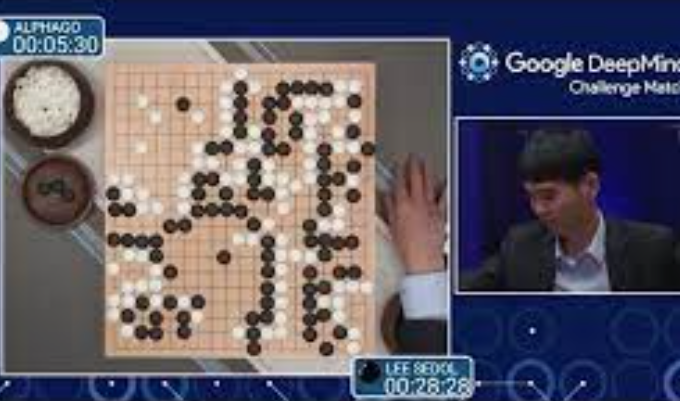 ALPHAGO
00:05:30
Google DeepMind
Challenge Match
LEE SEDOL
00:28:28